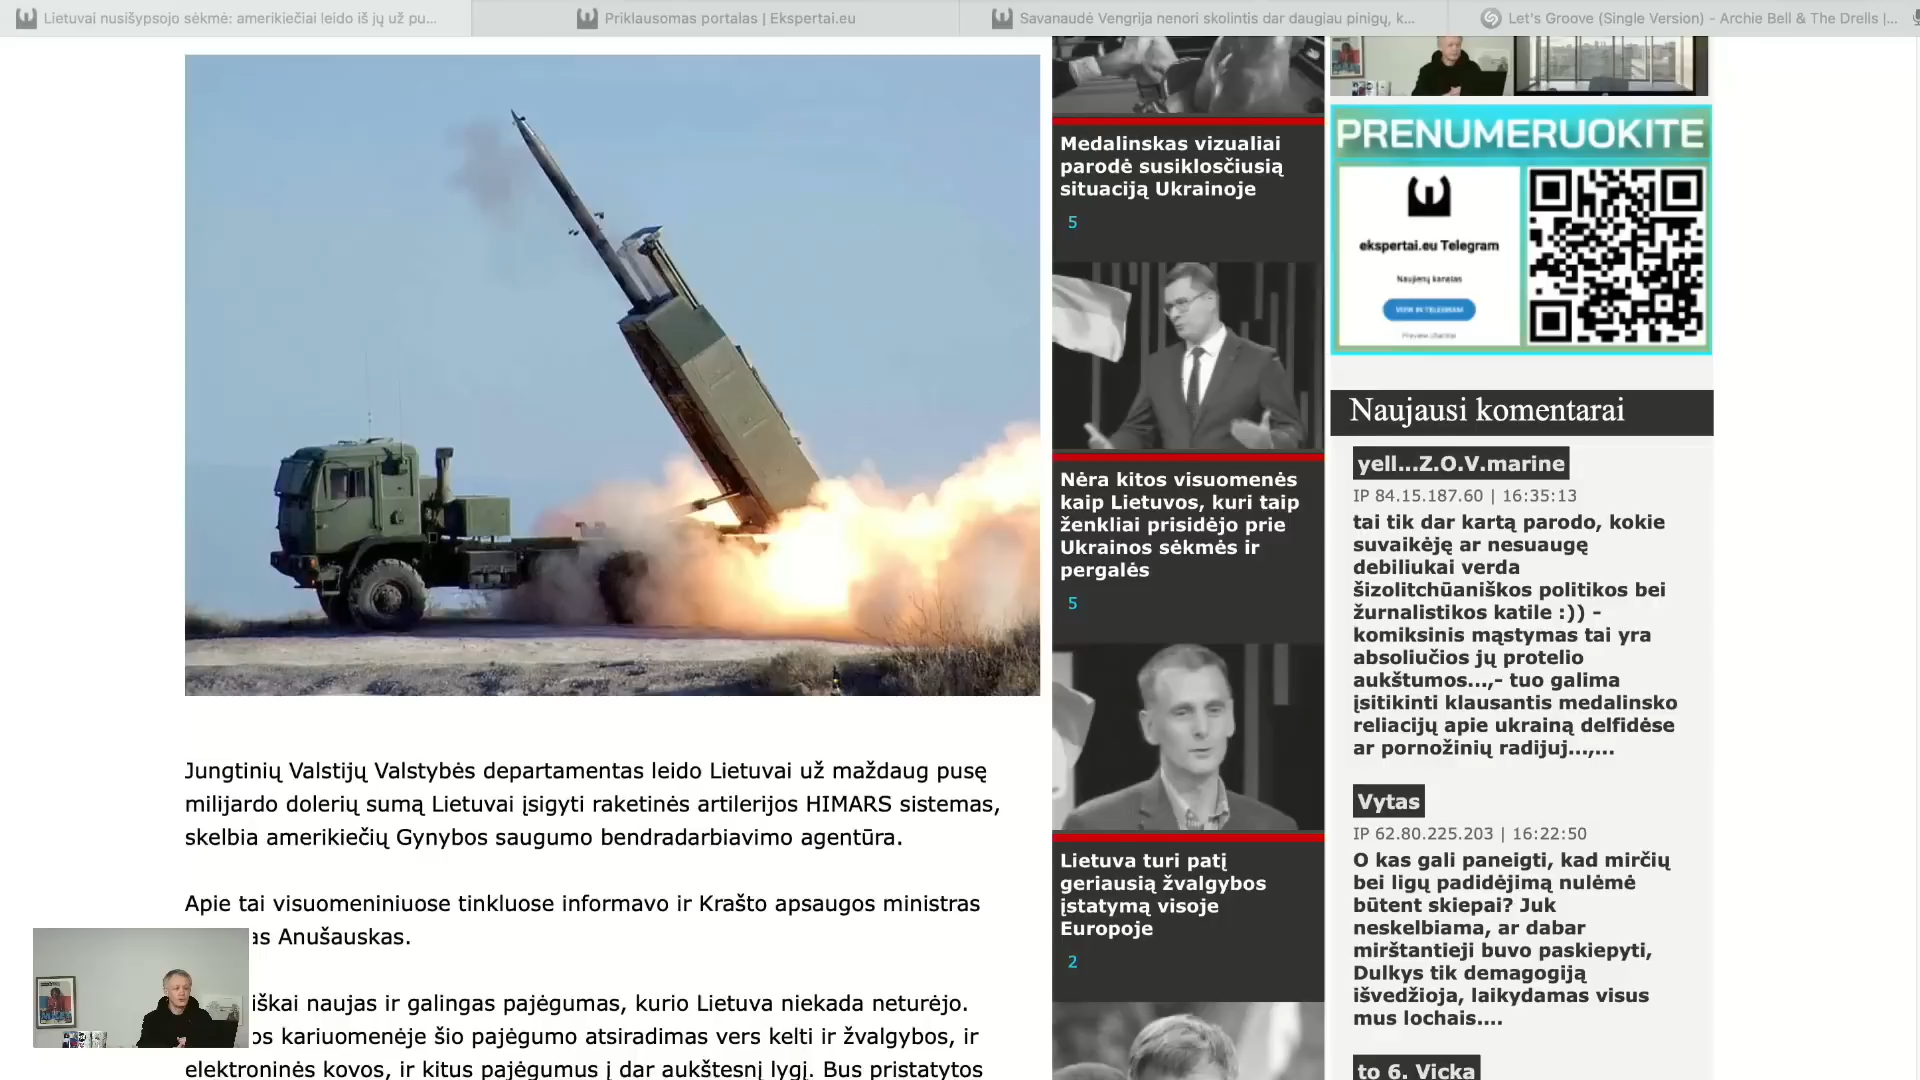 Lietuvai nusišypsojo sėkmė: amerikiečiai leido iš jų už pu...
Priklausomas portalas | Ekspertai.eu
Savanaudė Vengrija nenori skolintis dar daugiau pinigų, k...
Let's Groove (Single Version) - Archie Bell & The Drells |...
Jungtinių Valstijų Valstybės departamentas leido Lietuvai už maždaug pusę
milijardo dolerių sumą Lietuvai įsigyti raketinės artilerijos HIMARS sistemas,
skelbia amerikiečių Gynybos saugumo bendradarbiavimo agentūra.
Apie tai visuomeniniuose tinkluose informavo ir Krašto apsaugos ministras
as Anušauskas.
iškai naujas ir galingas pajėgumas, kurio Lietuva niekada neturėjo.
os kariuomenėje šio pajėgumo atsiradimas vers kelti ir žvalgybos, ir
elektroninės kovos, ir kitus pajėgumus į dar aukštesnį lygį. Bus pristatytos
Medalinskas vizualiai
parodė susiklosčiusią
situaciją Ukrainoje
5
Nėra kitos visuomenės
kaip Lietuvos, kuri taip
ženkliai prisidėjo prie
Ukrainos sėkmės ir
pergalės
5
Lietuva turi patį
geriausią žvalgybos
įstatymą visoje
Europoje
2
PRENUMERUOKITE
ekspertai.eu Telegram
Naujienų kanalas
VIEW IN TELEGRAM
Preview channel
Naujausi komentarai
yell...Z.O.V.marine
IP 84.15.187.60 | 16:35:13
tai tik dar kartą parodo, kokie
suvaikėję ar nesuaugę
debiliukai verda
šizolitchūaniškos politikos bei
žurnalistikos katile :)) -
komiksinis mąstymas tai yra
absoliučios jų protelio
aukštumos...,- tuo galima
įsitikinti klausantis medalinsko
reliacijų apie ukrainą delfidėse
ar pornožinių radijuj...,...
Vytas
IP 62.80.225.203 | 16:22:50
O kas gali paneigti, kad mirčių
bei ligų padidėjimą nulėmė
būtent skiepai? Juk
neskelbiama, ar dabar
mirštantieji buvo paskiepyti,
Dulkys tik demagogiją
išvedžioja, laikydamas visus
mus lochais....
to 6. Vicka